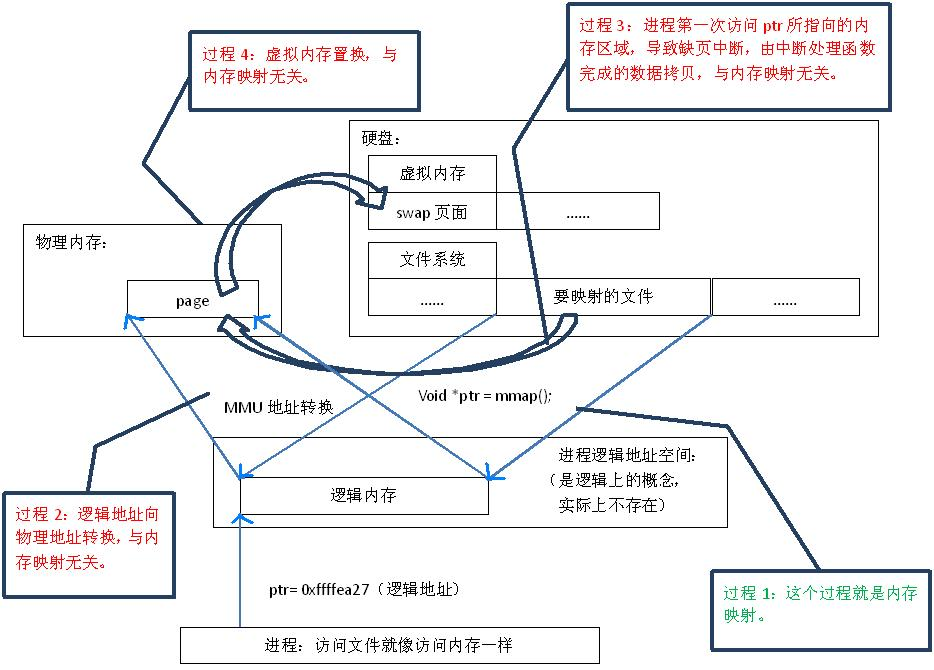 过程 4：虚拟内存置换，与
内存映射无关。
过程 3：进程第一次访问 ptr 所指向的内
存区域，导致缺页中断，由中断处理函数
完成的数据拷贝，与内存映射无关。
硬盘：
虚拟内存
swap 页面
……
物理内存：
page
文件系统
……
要映射的文件
……
MMU 地址转换
Void *ptr = mmap();
进程逻辑地址空间：
（是逻辑上的概念，
实际上不存在）
逻辑内存
过程 2：逻辑地址向
物理地址转换，与内
存映射无关。
ptr= 0xffffea27（逻辑地址）
过程 1：这个过程就是内存
映射。
进程：访问文件就像访问内存一样